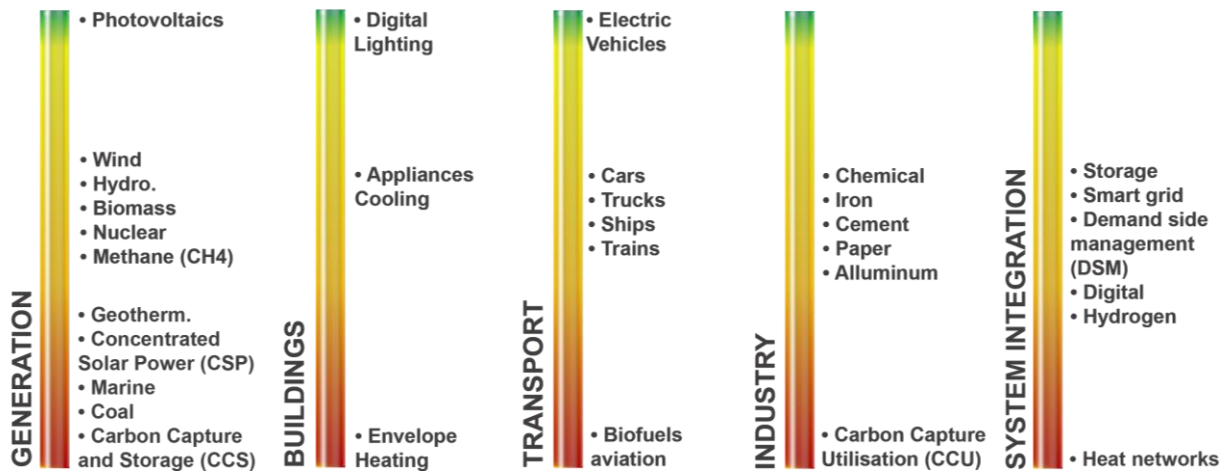 GENERATION
• Photovoltaics
• Wind
• Hydro.
• Biomass
• Nuclear
• Methane (CH4)
• Geotherm.
• Concentrated
Solar Power (CSP)
• Marine
• Coal
• Carbon Capture
and Storage (CCS)
BUILDINGS
• Digital
Lighting
• Appliances
Cooling
• Envelope
Heating
TRANSPORT
• Electric
Vehicles
• Cars
• Trucks
• Ships
• Trains
• Biofuels
aviation
INDUSTRY
• Chemical
• Iron
• Cement
• Paper
• Alluminum
• Carbon Capture
Utilisation (CCU)
SYSTEM INTEGRATION
• Storage
• Smart grid
• Demand side
management
(DSM)
• Digital
• Hydrogen
• Heat networks